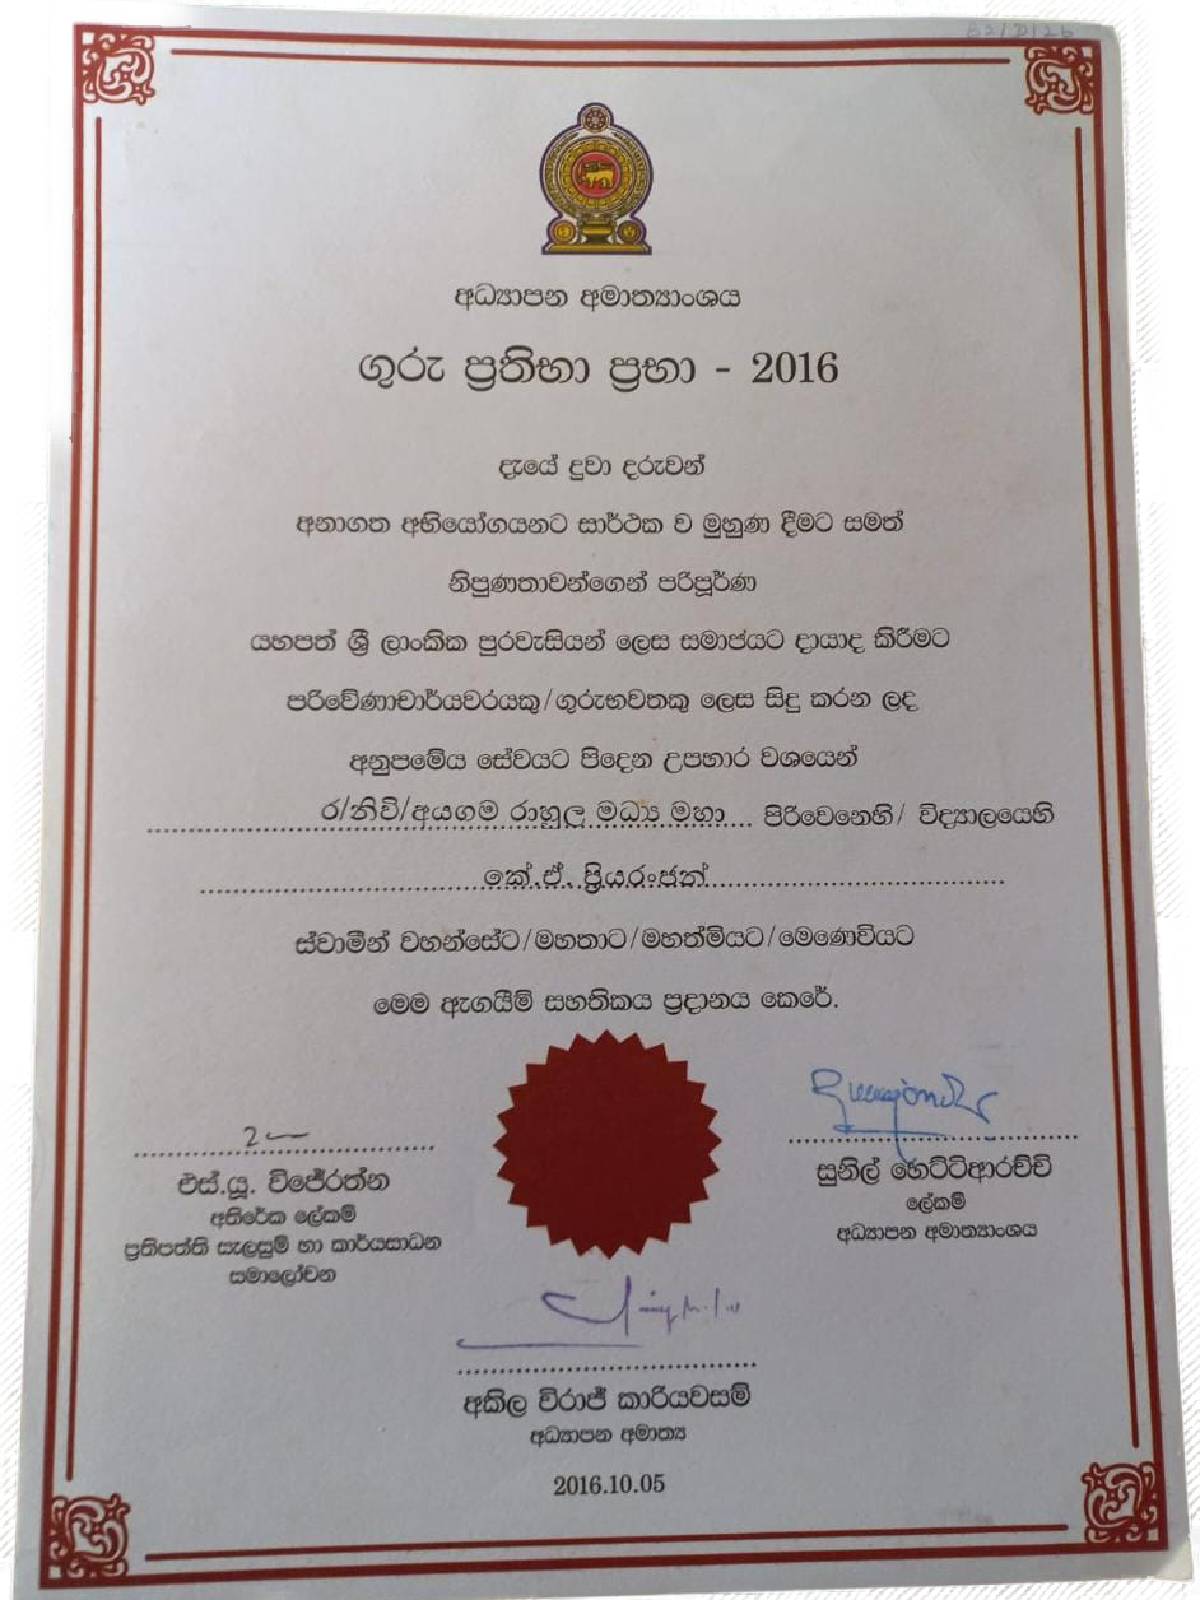 අධ්‍යාපන අමාත්‍යාංශය
ගුරු ප්‍රතිභා ප්‍රභා - 2016
දැයේ දූවා දරුවන්
අනාගත අභියෝගයනට සාර්ථක ව මුහුණ දීමට සමත්
නිපුණතාවන්ගෙන් පරිපූර්ණ
යහපත් ශ්‍රී ලාංකික පුරවැසියන් ලෙස සමාජයට දායාද කිරීමට
පරිවේණාචාර්යවරයකු/ගුරුභවතකු ලෙස සිදු කරන ලද
අනුපමේය සේවයට පිදෙන උපහාර වශයෙන්
ර/නිවි/අයගම රාහුල මධ්‍ය මහා පිරිවෙනෙහි/ විද්‍යාලයෙහි
කේ.ඒ. ප්‍රියරංජන්
ස්වාමීන් වහන්සේට/මහතාට/මහත්මියට/මෙණෙවියට
මෙම ඇගයීම් සහතිකය ප්‍රදානය කෙරේ.
එස්.යූ. විජේරත්න
අතිරේක ලේකම්
ප්‍රතිපත්ති සැලසුම් හා කාර්යසාධන
සමාලෝචන
සුනිල් හෙට්ටිආරච්චි
ලේකම්
අධ්‍යාපන අමාත්‍යාංශය
අකිල විරාජ් කාරියවසම්
අධ්‍යාපන අමාත්‍ය
2016.10.05